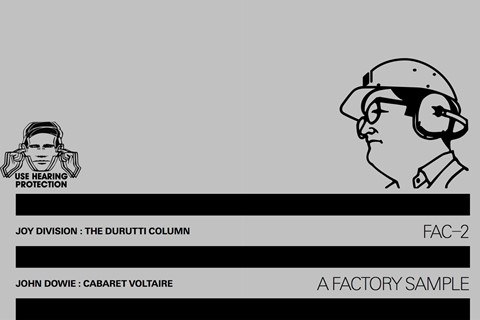 USE HEARING
PROTECTION
JOY DIVISION : THE DURUTTI COLUMN
FAC–2
JOHN DOWIE : CABARET VOLTAIRE
A FACTORY SAMPLE